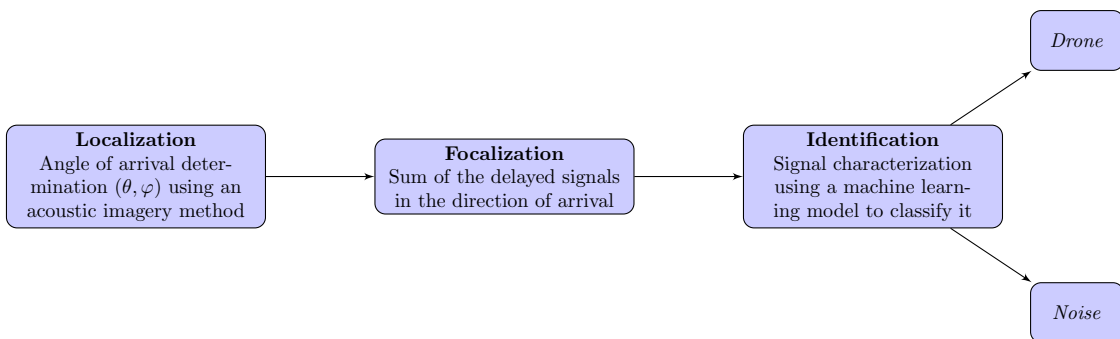 Localization
Angle of arrival deter-
mination (θ, φ) using an
acoustic imagery method
Focalization
Sum of the delayed signals
in the direction of arrival
Identification
Signal characterization
using a machine learn-
ing model to classify it
Drone
Noise